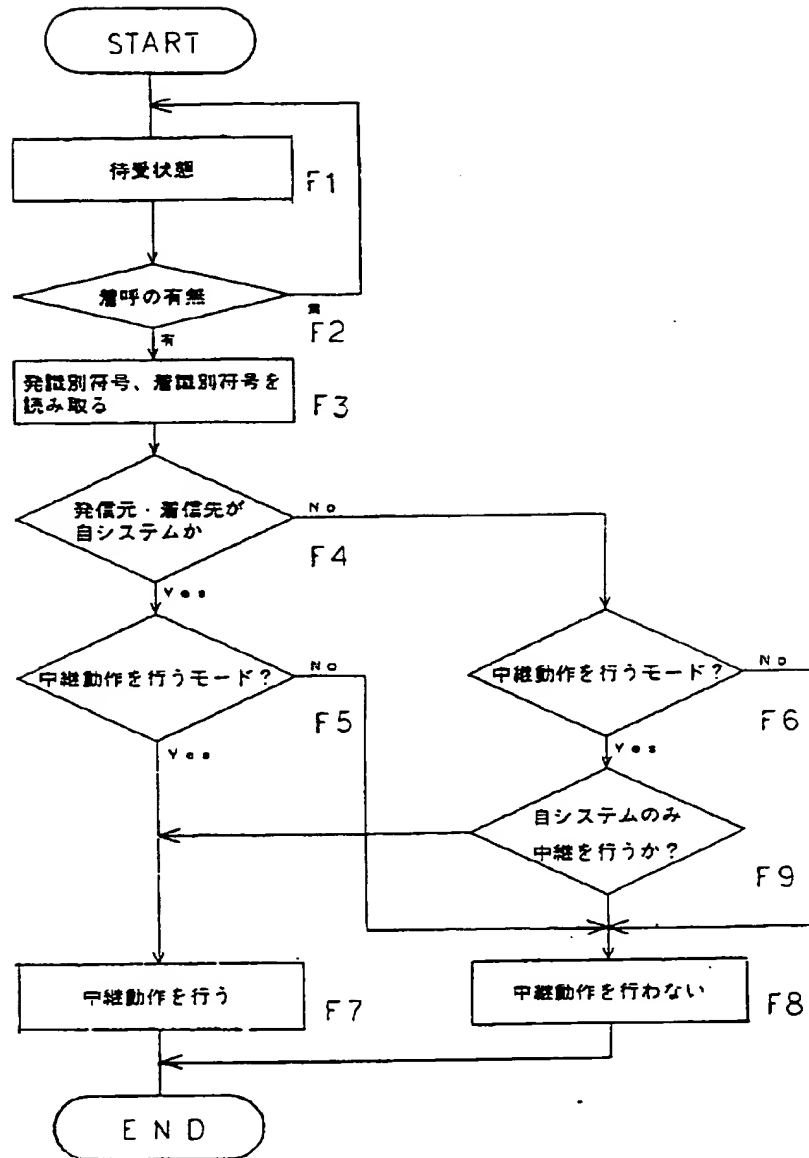 START
待受状態
F1
着呼の有無
無
F2
有
発識別符号、着識別符号を
読み取る
F3
発信元・着信先が
自システムか
No
F4
Yes
中継動作を行うモード?
No
F5
Yes
中継動作を行うモード?
No
F6
Yes
自システムのみ
中継を行うか?
F9
中継動作を行う
F7
中継動作を行わない
F8
END